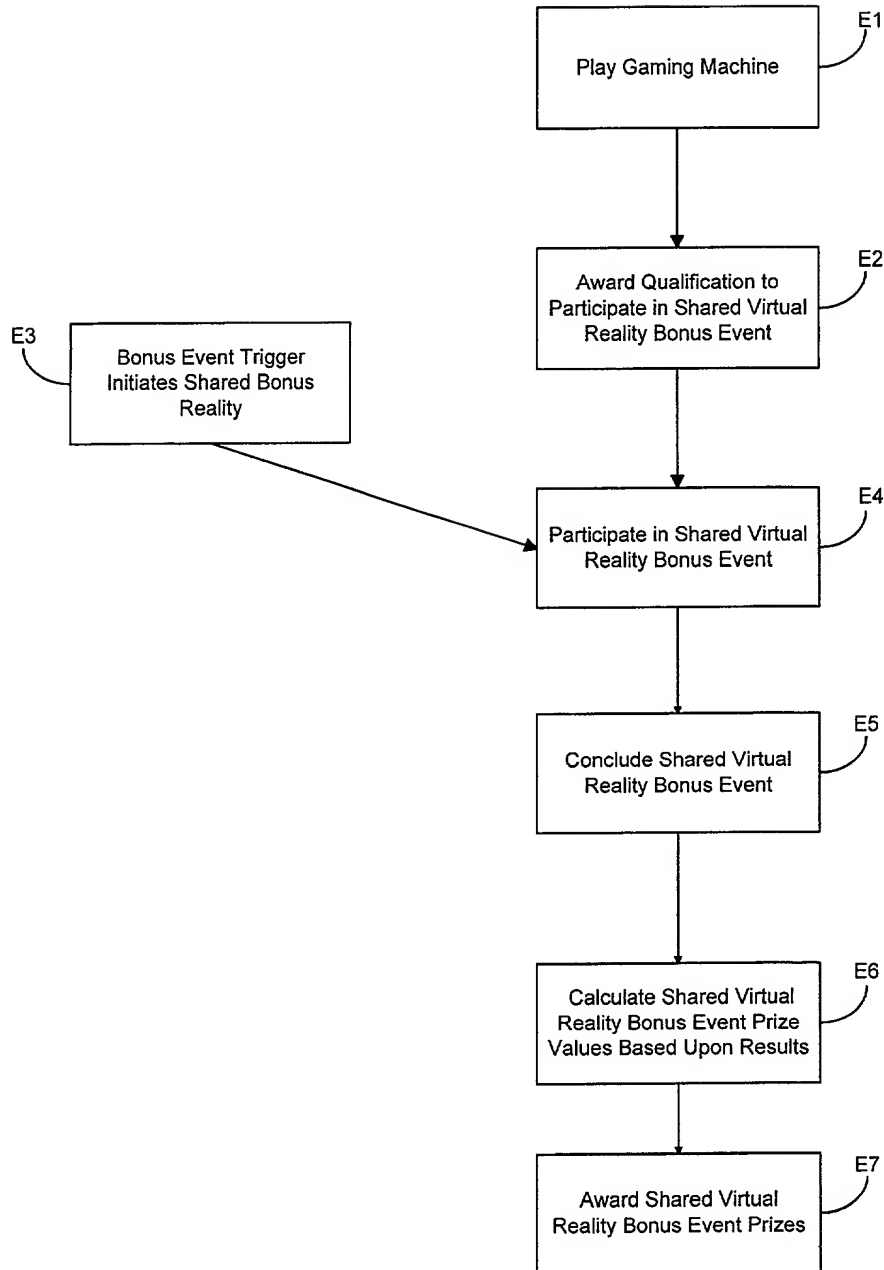 E1
Play Gaming Machine
E2
Award Qualification to
Participate in Shared Virtual
Reality Bonus Event
E3
Bonus Event Trigger
Initiates Shared Bonus
Reality
E4
Participate in Shared Virtual
Reality Bonus Event
E5
Conclude Shared Virtual
Reality Bonus Event
E6
Calculate Shared Virtual
Reality Bonus Event Prize
Values Based Upon Results
E7
Award Shared Virtual
Reality Bonus Event Prizes